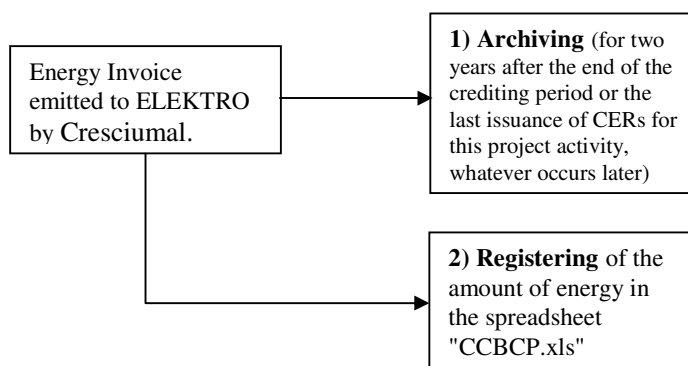 Energy Invoice
emitted to ELEKTRO
by Cresciumal.
1) Archiving (for two
years after the end of the
crediting period or the
last issuance of CERs for
this project activity,
whatever occurs later)
2) Registering of the
amount of energy in
the spreadsheet
"CCBCP.xls"